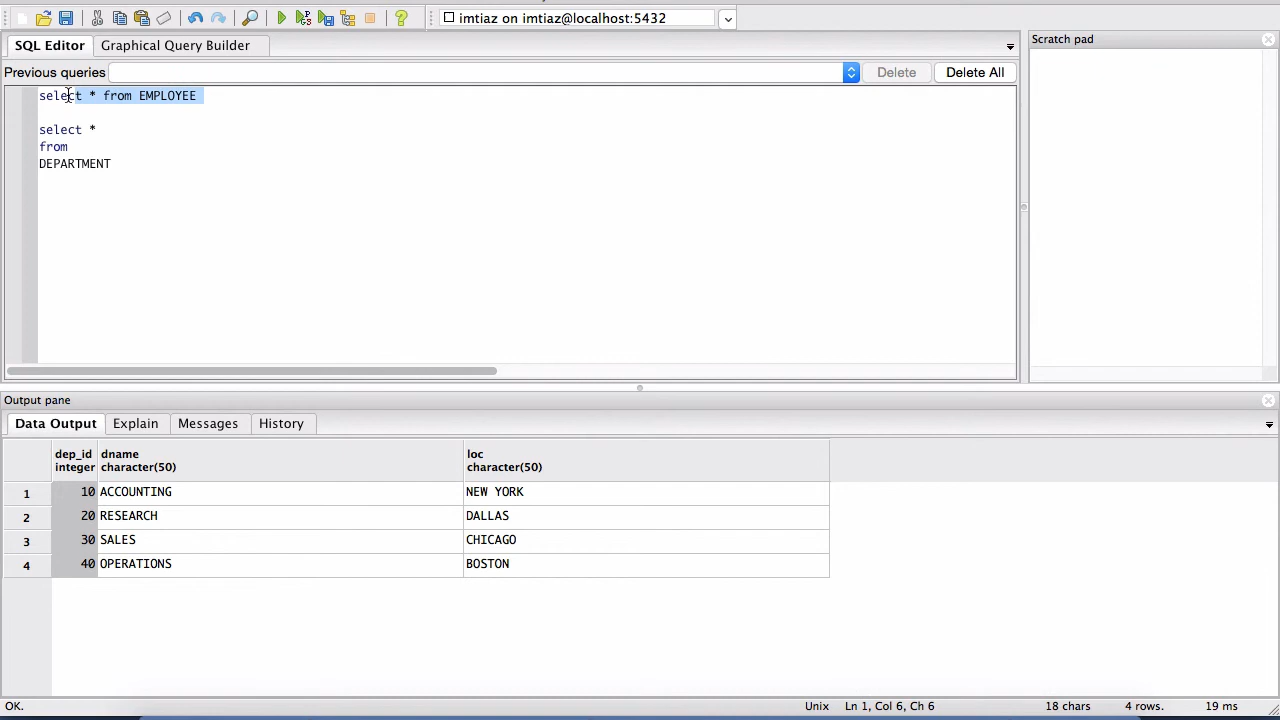 imtiaz on imtiaz@localhost:5432
SQL Editor Graphical Query Builder
Scratch pad
Previous queries Delete Delete All
select * from EMPLOYEE
select *
from
DEPARTMENT
Output pane
Data Output Explain Messages History
dep_id dname loc
integer character(50) character(50)
1 10 ACCOUNTING NEW YORK
2 20 RESEARCH DALLAS
3 30 SALES CHICAGO
4 40 OPERATIONS BOSTON
OK. Unix Ln 1, Col 6, Ch 6 18 chars 4 rows. 19 ms